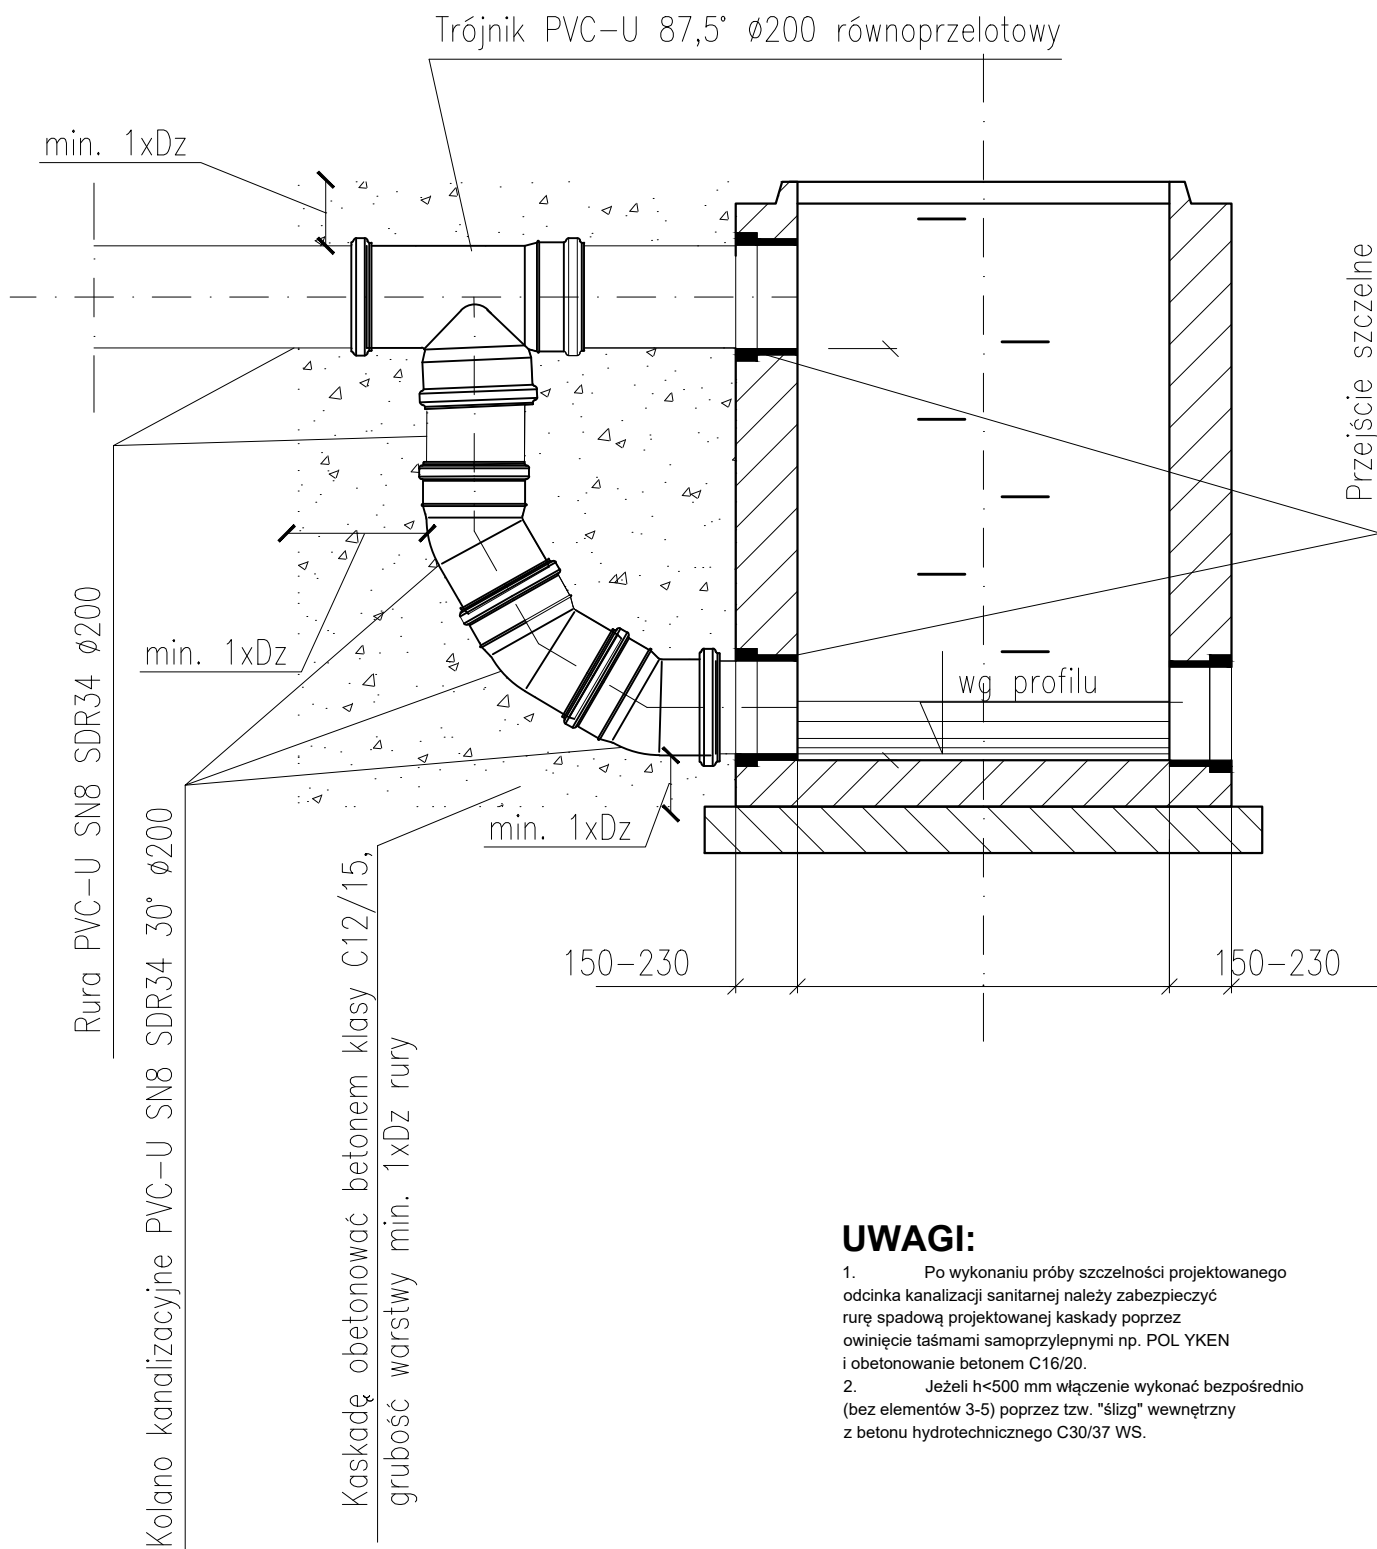 Trójnik PVC-U 87,5° ø200 równoprzelotowy
min. 1xDz
Przejście szczelne
min. 1xDz
wg profilu
min. 1xDz
Rura PVC-U SN8 SDR34 ø200
Kolano kanalizacyjne PVC-U SN8 SDR34 30° ø200
Kaskadę obetonować betonem klasy C12/15,
grubość warstwy min. 1xDz rury
150-230
150-230
UWAGI:
1. Po wykonaniu próby szczelności projektowanego
odcinka kanalizacji sanitarnej należy zabezpieczyć
rurę spadową projektowanej kaskady poprzez
owinięcie taśmami samoprzylepnymi np. POL YKEN
i obetonowanie betonem C16/20.
2. Jeżeli h<500 mm włączenie wykonać bezpośrednio
(bez elementów 3-5) poprzez tzw. "ślizg" wewnętrzny
z betonu hydrotechnicznego C30/37 WS.